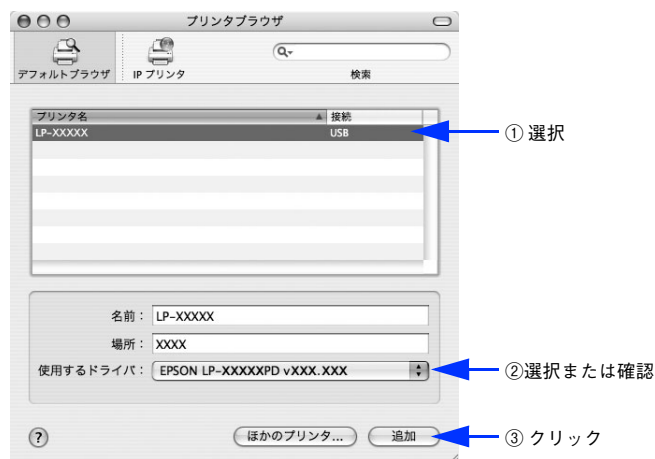 プリンタブラウザ
デフォルトブラウザ IP プリンタ 検索
プリンタ名 接続
LP-XXXXX USB
① 選択
名前： LP-XXXXX
場所： XXXX
使用するドライバ： EPSON LP-XXXXXPD vXXX.XXX
②選択または確認
? ほかのプリンタ... 追加
③ クリック